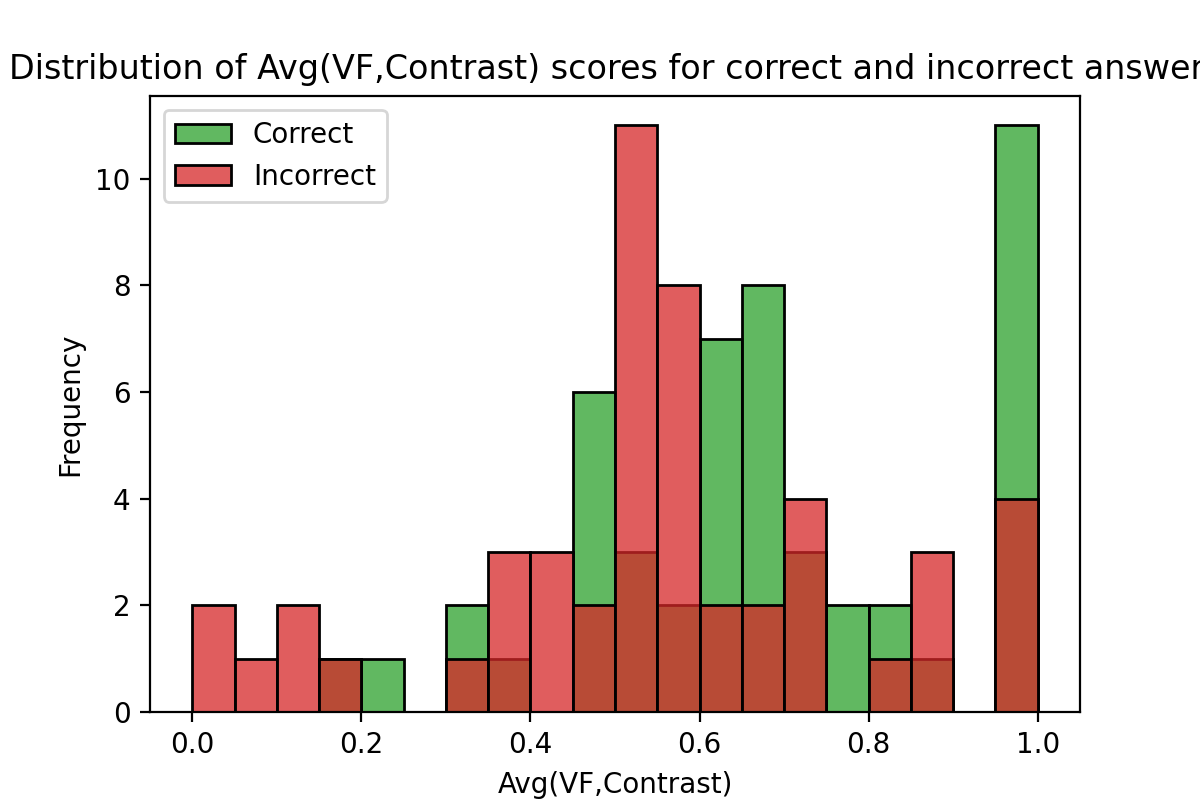 Distribution of Avg(VF,Contrast) scores for correct and incorrect answer
Correct
Incorrect
10
8
6
4
2
0
Frequency
0.0 0.2 0.4 0.6 0.8 1.0
Avg(VF,Contrast)